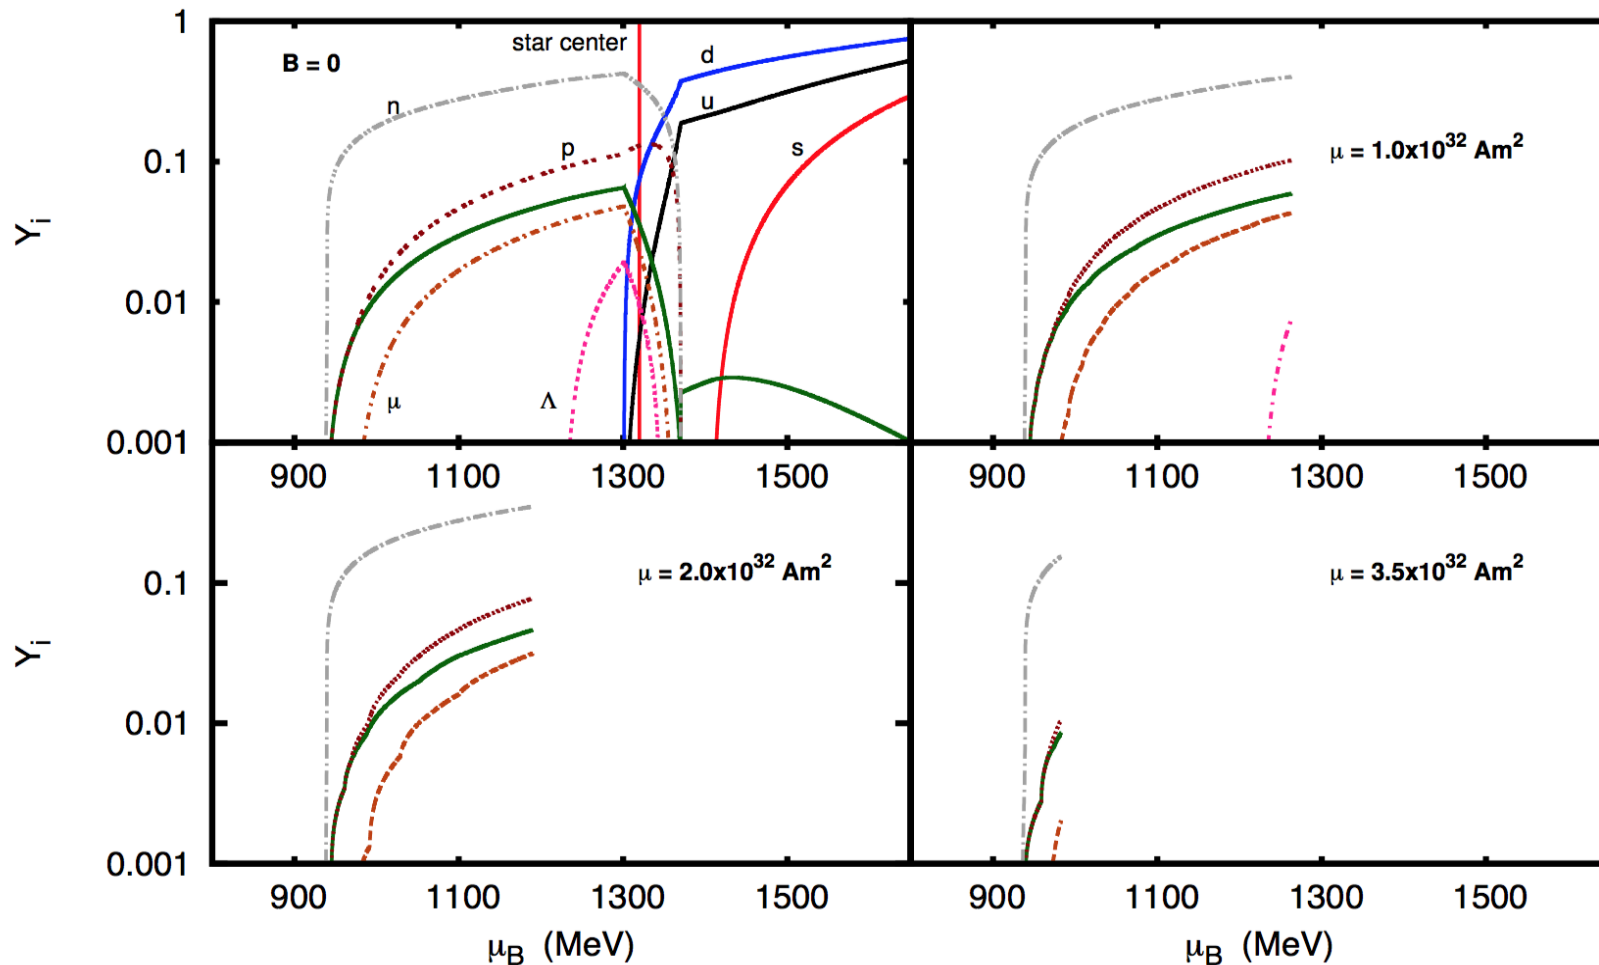 1
star center
B = 0
d
n
u
Y_i
0.1
p
s
μ = 1.0x10^32 Am^2
0.01
μ
Λ
0.001
900 1100 1300 1500
900 1100 1300 1500
Y_i
0.1
μ = 2.0x10^32 Am^2
μ = 3.5x10^32 Am^2
0.01
0.001
900 1100 1300 1500
900 1100 1300 1500
μ_B (MeV)
μ_B (MeV)